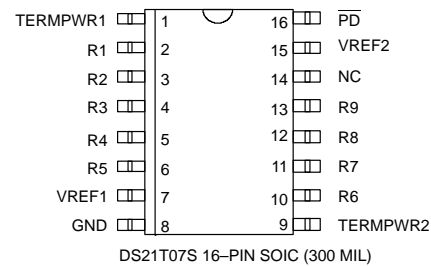 TERMPWR1 1 16 PD
R1 2 15 VREF2
R2 3 14 NC
R3 4 13 R9
R4 5 12 R8
R5 6 11 R7
VREF1 7 10 R6
GND 8 9 TERMPWR2
DS21T07S 16–PIN SOIC (300 MIL)